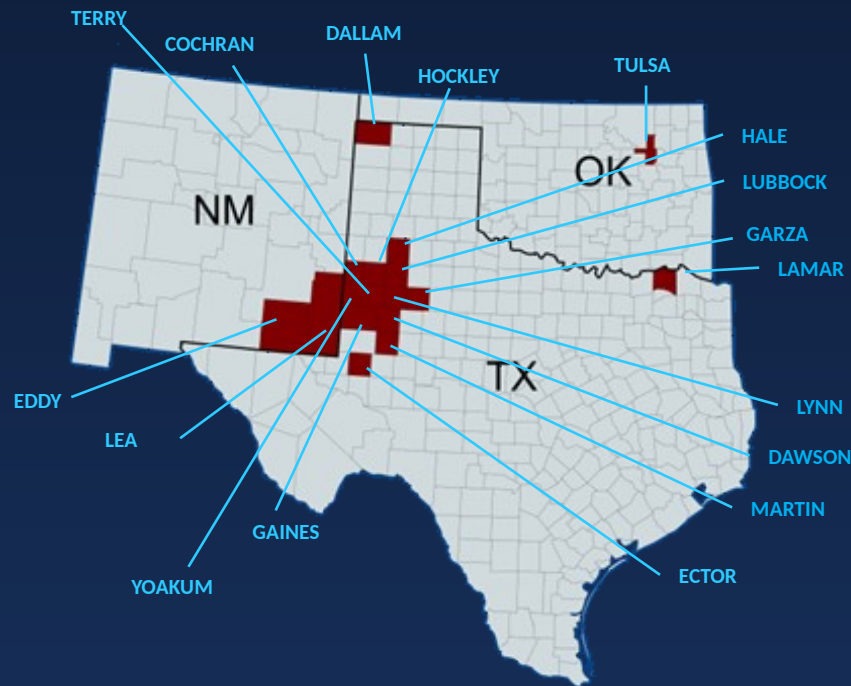 TERRY
COCHRAN
DALLAM
HOCKLEY
TULSA
HALE
OK
LUBBOCK
NM
GARZA
LAMAR
TX
EDDY
LYNN
LEA
DAWSON
MARTIN
GAINES
ECTOR
YOAKUM